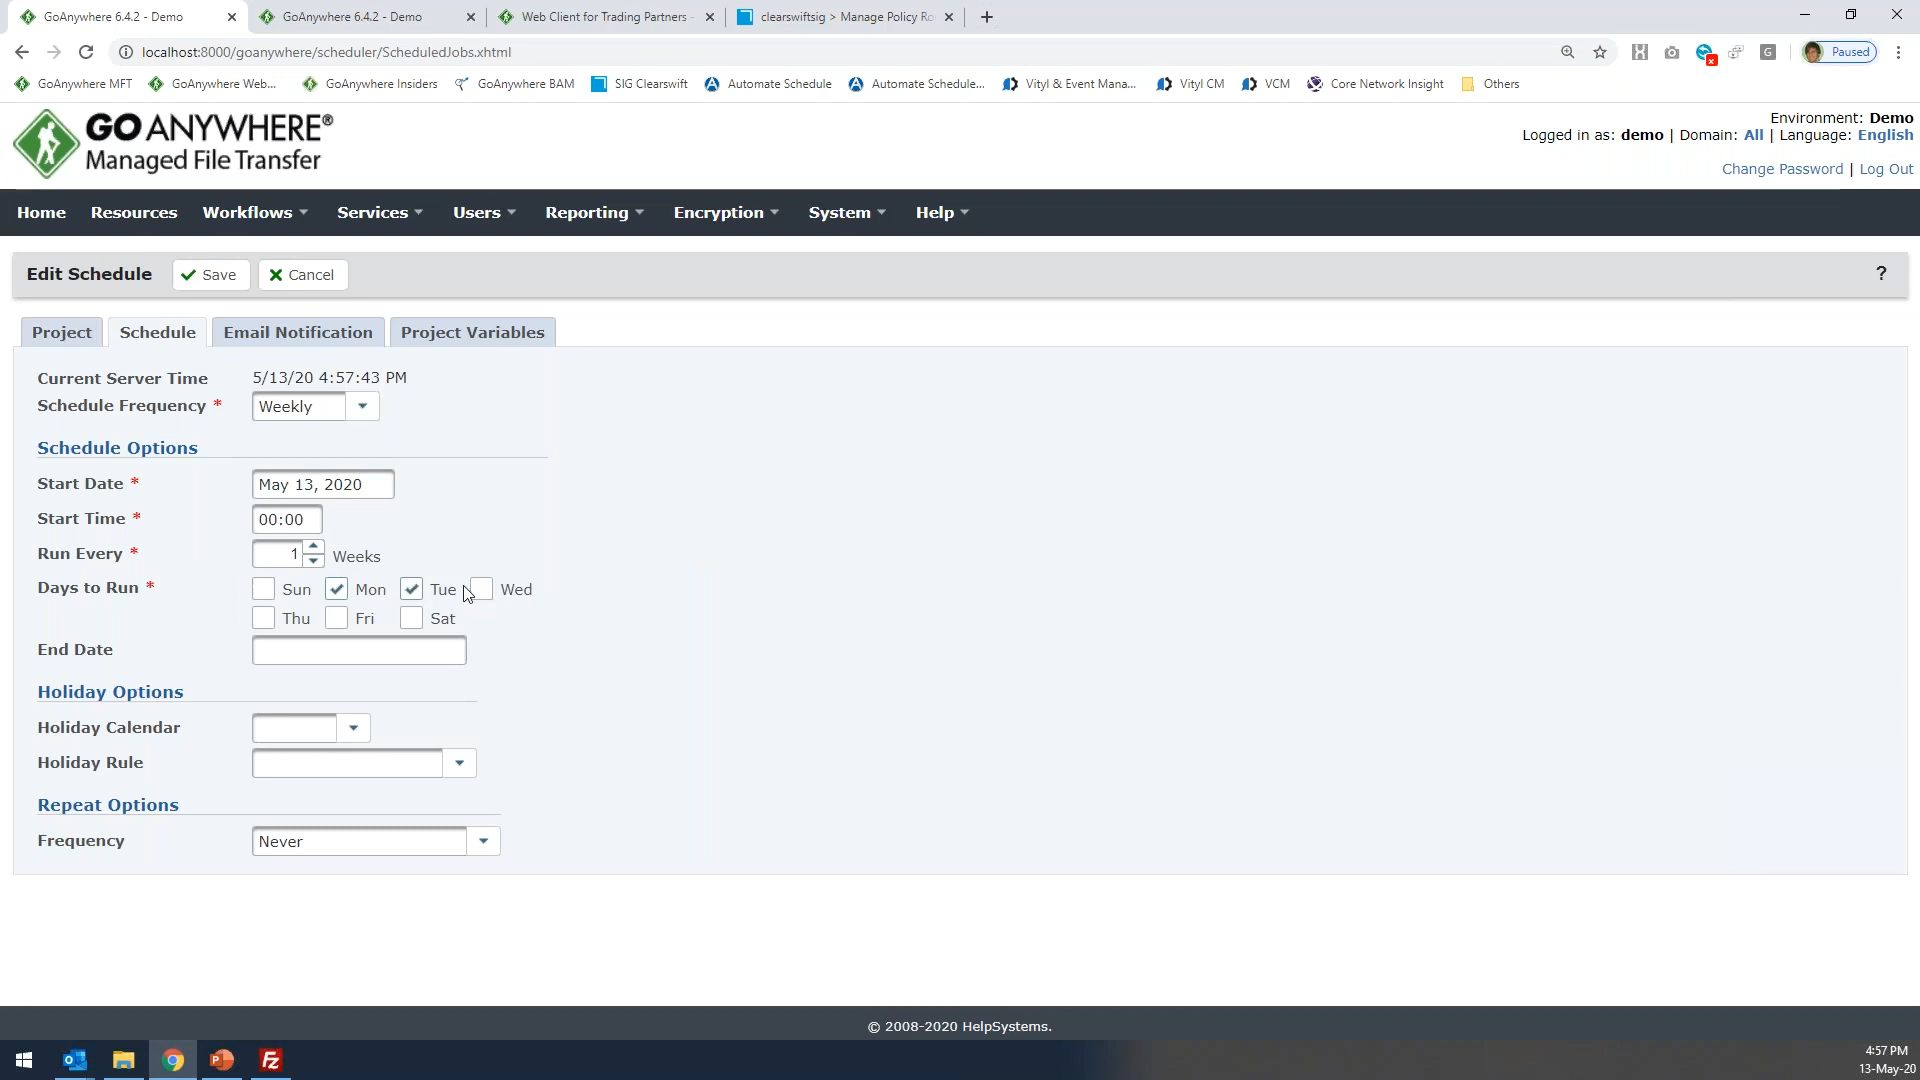 GoAnywhere 6.4.2 - Demo
GoAnywhere 6.4.2 - Demo
Web Client for Trading Partners -
clearswiftsig > Manage Policy Ro
localhost:8000/goanywhere/scheduler/ScheduledJobs.xhtml
Paused
GoAnywhere MFT
GoAnywhere Web...
GoAnywhere Insiders
GoAnywhere BAM
SIG Clearswift
Automate Schedule
Automate Schedule...
Vityl & Event Mana...
Vityl CM
VCM
Core Network Insight
Others
GO ANYWHERE®
Managed File Transfer
Environment: Demo
Logged in as: demo | Domain: All | Language: English
Change Password | Log Out
Home Resources Workflows Services Users Reporting Encryption System Help
Edit Schedule Save Cancel ?
Project Schedule Email Notification Project Variables
Current Server Time 5/13/20 4:57:43 PM
Schedule Frequency * Weekly
Schedule Options
Start Date * May 13, 2020
Start Time * 00:00
Run Every * 1 Weeks
Days to Run * Sun Mon Tue Wed
Thu Fri Sat
End Date
Holiday Options
Holiday Calendar
Holiday Rule
Repeat Options
Frequency Never
© 2008-2020 HelpSystems.
4:57 PM
13-May-20